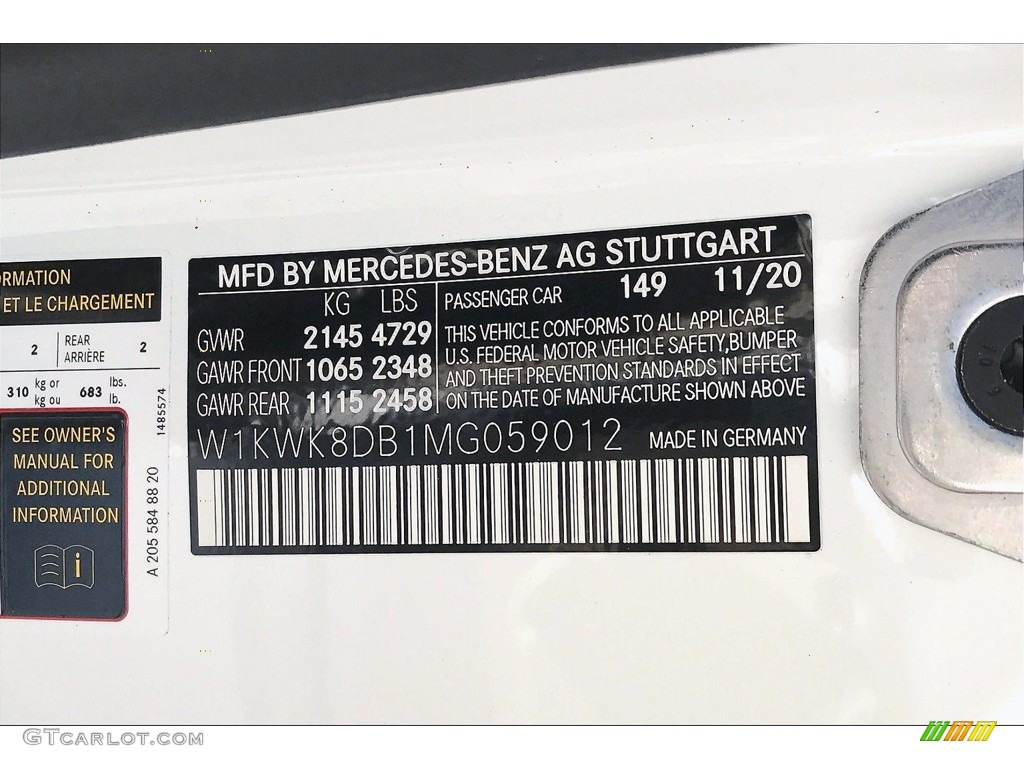 ORMATION
ET LE CHARGEMENT
2 REAR ARRIÈRE 2
310 kg or kg ou 683 lbs. lb.
SEE OWNER'S
MANUAL FOR
ADDITIONAL
INFORMATION
i
1485574
A 205 584 88 20
MFD BY MERCEDES-BENZ AG STUTTGART
KG LBS
GVWR 2145 4729
GAWR FRONT 1065 2348
GAWR REAR 1115 2458
PASSENGER CAR 149 11/20
THIS VEHICLE CONFORMS TO ALL APPLICABLE
U.S. FEDERAL MOTOR VEHICLE SAFETY, BUMPER
AND THEFT PREVENTION STANDARDS IN EFFECT
ON THE DATE OF MANUFACTURE SHOWN ABOVE
W1KWK8DB1MG059012 MADE IN GERMANY
GTCARLOT.COM